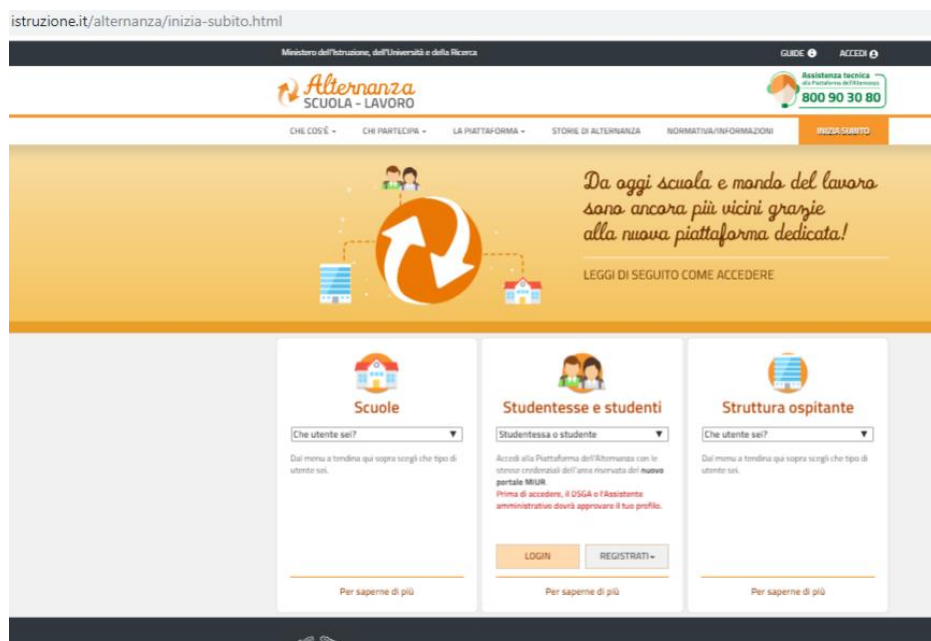 istruzione.it/alternanza/inizia-subito.html
Ministero dell'Istruzione, dell'Università e della Ricerca
GUIDE
ACCEDI
Alternanza
SCUOLA - LAVORO
Assistenza tecnica
alla Piattaforma dell'Alternanza
800 90 30 80
CHE COS'È
CHI PARTECIPA
LA PIATTAFORMA
STORIE DI ALTERNANZA
NORMATIVA/INFORMAZIONI
INIZIA SUBITO
Da oggi scuola e mondo del lavoro
sono ancora più vicini grazie
alla nuova piattaforma dedicata!
LEGGI DI SEGUITO COME ACCEDERE
Scuole
Che utente sei?
Dal menu a tendina qui sopra scegli che tipo di
utente sei.
Per saperne di più
Studentesse e studenti
Studentessa o studente
Accedi alla Piattaforma dell'Alternanza con le
stesse credenziali dell'area riservata del nuovo
portale MIUR.
Prima di accedere, il DSGA o l'Assistente
amministrativo dovrà approvare il tuo profilo.
LOGIN
REGISTRATI
Per saperne di più
Struttura ospitante
Che utente sei?
Dal menu a tendina qui sopra scegli che tipo di
utente sei.
Per saperne di più